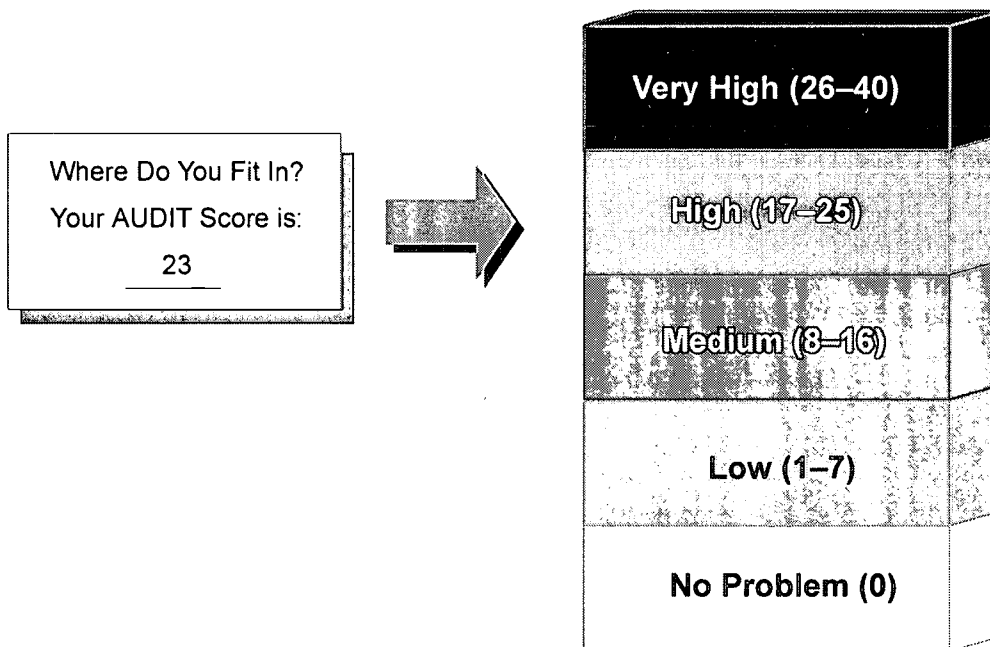 Where Do You Fit In?
Your AUDIT Score is:
23
Very High (26–40)
High (17–25)
Medium (8–16)
Low (1–7)
No Problem (0)